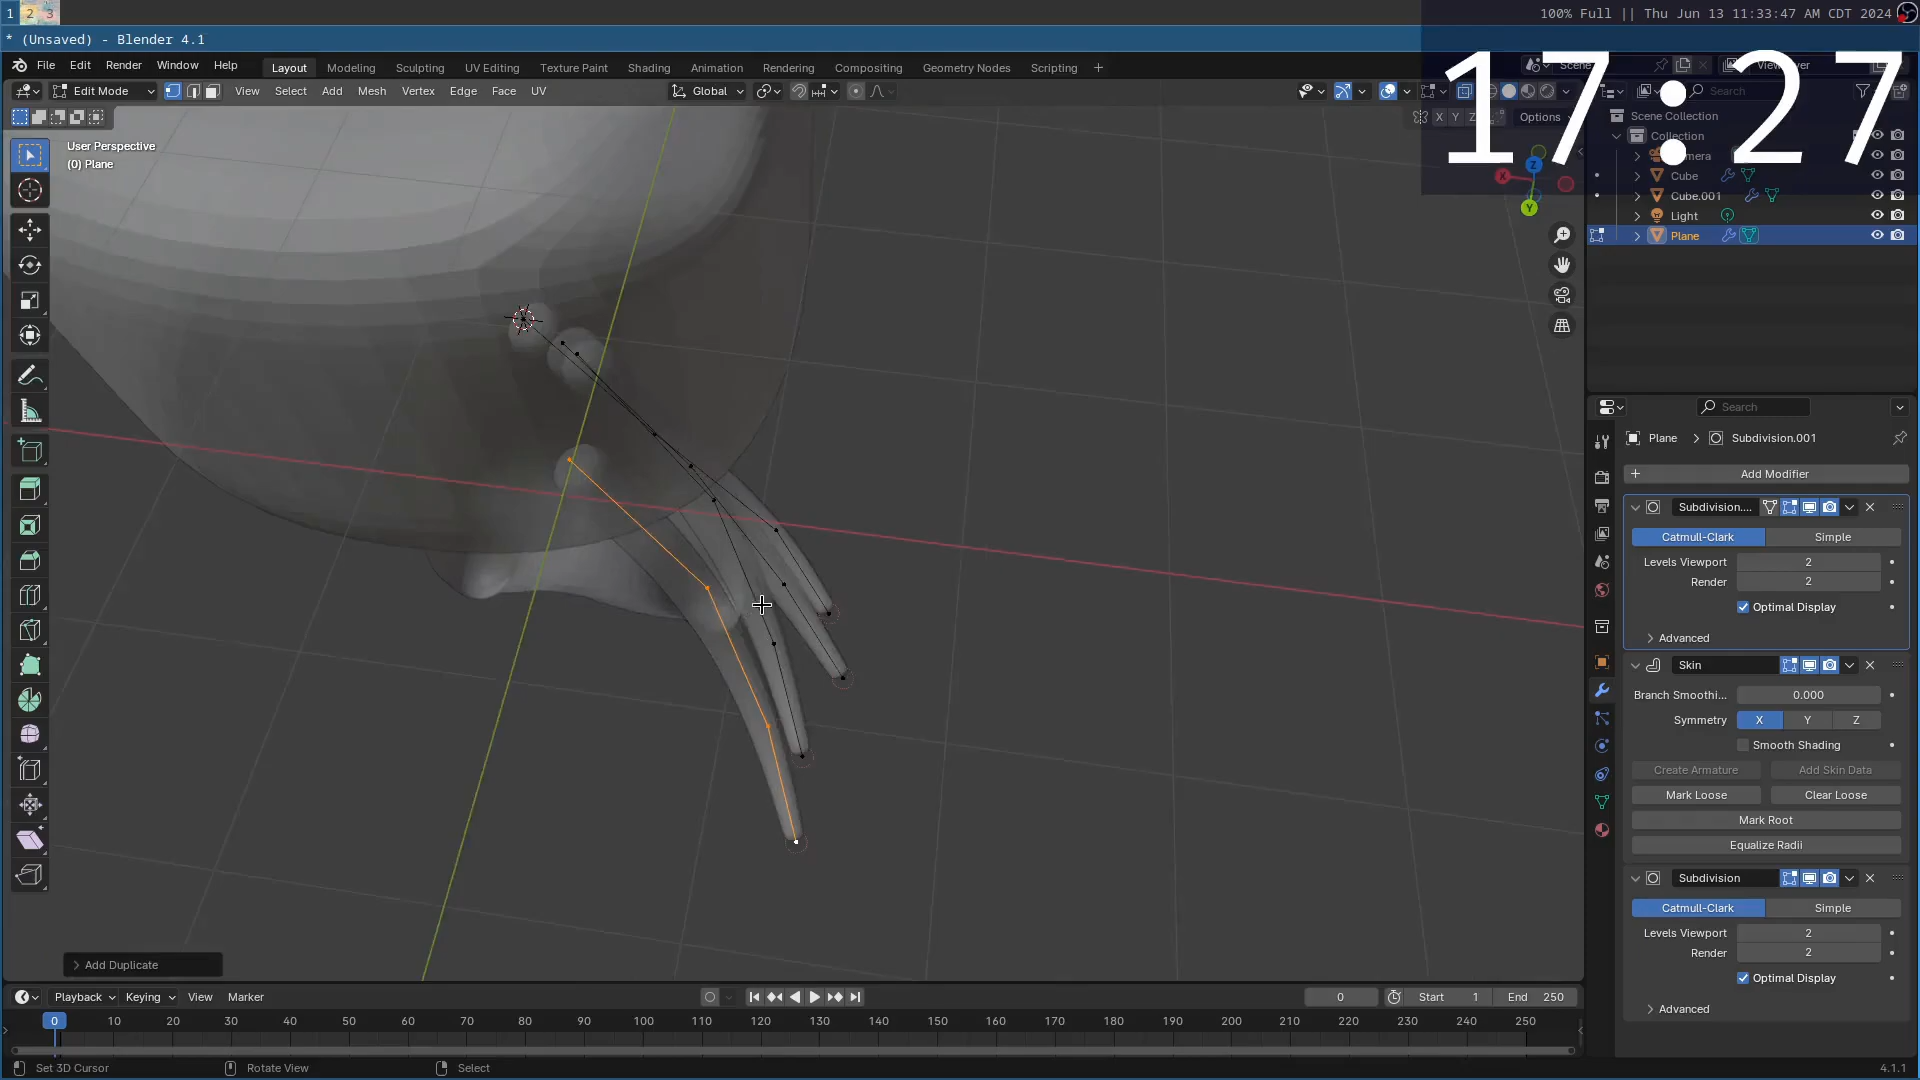 1 2 3
100% Full || Thu Jun 13 11:33:47 AM CDT 2024
* (Unsaved) - Blender 4.1
17:27
File Edit Render Window Help
Layout Modeling Sculpting UV Editing Texture Paint Shading Animation Rendering Compositing Geometry Nodes Scripting +
Edit Mode View Select Add Mesh Vertex Edge Face UV
Global
Search
X Y Z Options
User Perspective
(0) Plane
Scene Collection
Collection
Cube
Cube.001
Light
Plane
X
Z
Y
Search
Plane Subdivision.001
Add Modifier
Subdivision....
Catmull-Clark Simple
Levels Viewport 2
Render 2
Optimal Display
Advanced
Skin
Branch Smoothi... 0.000
Symmetry X Y Z
Smooth Shading
Create Armature Add Skin Data
Mark Loose Clear Loose
Mark Root
Equalize Radii
Subdivision
Catmull-Clark Simple
Levels Viewport 2
Render 2
Optimal Display
Advanced
Add Duplicate
Playback Keying View Marker
0 Start 1 End 250
0 10 20 30 40 50 60 70 80 90 100 110 120 130 140 150 160 170 180 190 200 210 220 230 240 250
Set 3D Cursor Rotate View Select
4.1.1